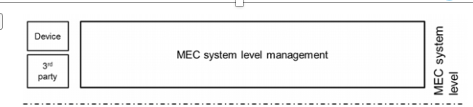 Device
3rd
party
MEC system level management
MEC system
level